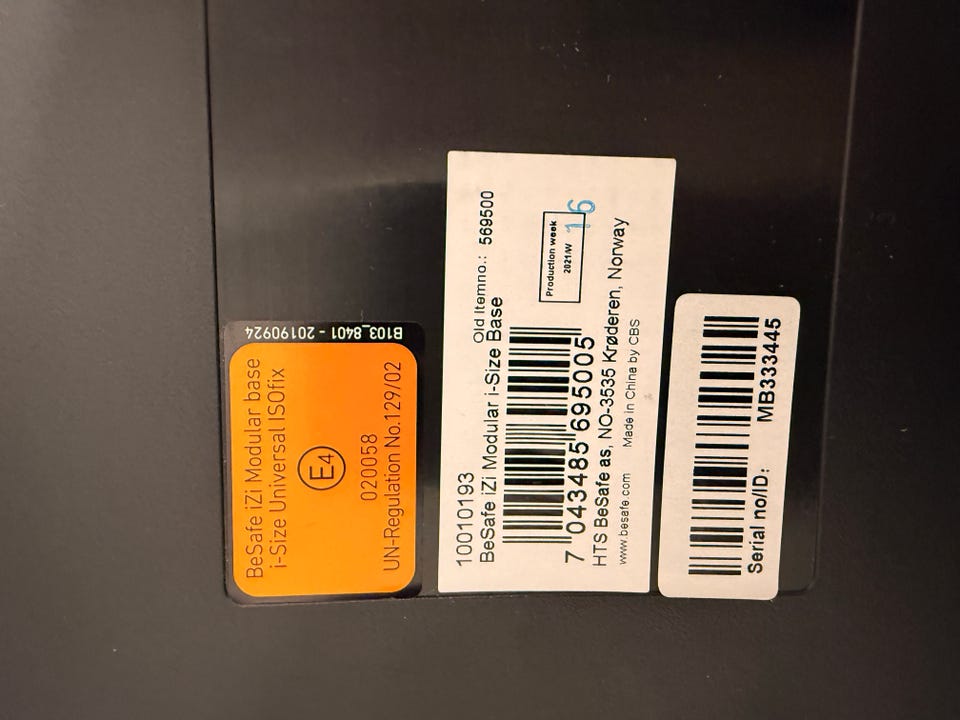 B103_8401 - 20190924
BeSafe iZi Modular base
i-Size Universal ISOfix
E4
020058
UN-Regulation No.129/02
10010193
Old Itemno.: 569500
BeSafe iZi Modular i-Size Base
Production week
2021/W 16
7 043485 695005
HTS BeSafe as, NO-3535 Krøderen, Norway
www.besafe.com Made in China by CBS
Serial no/ID: MB333445